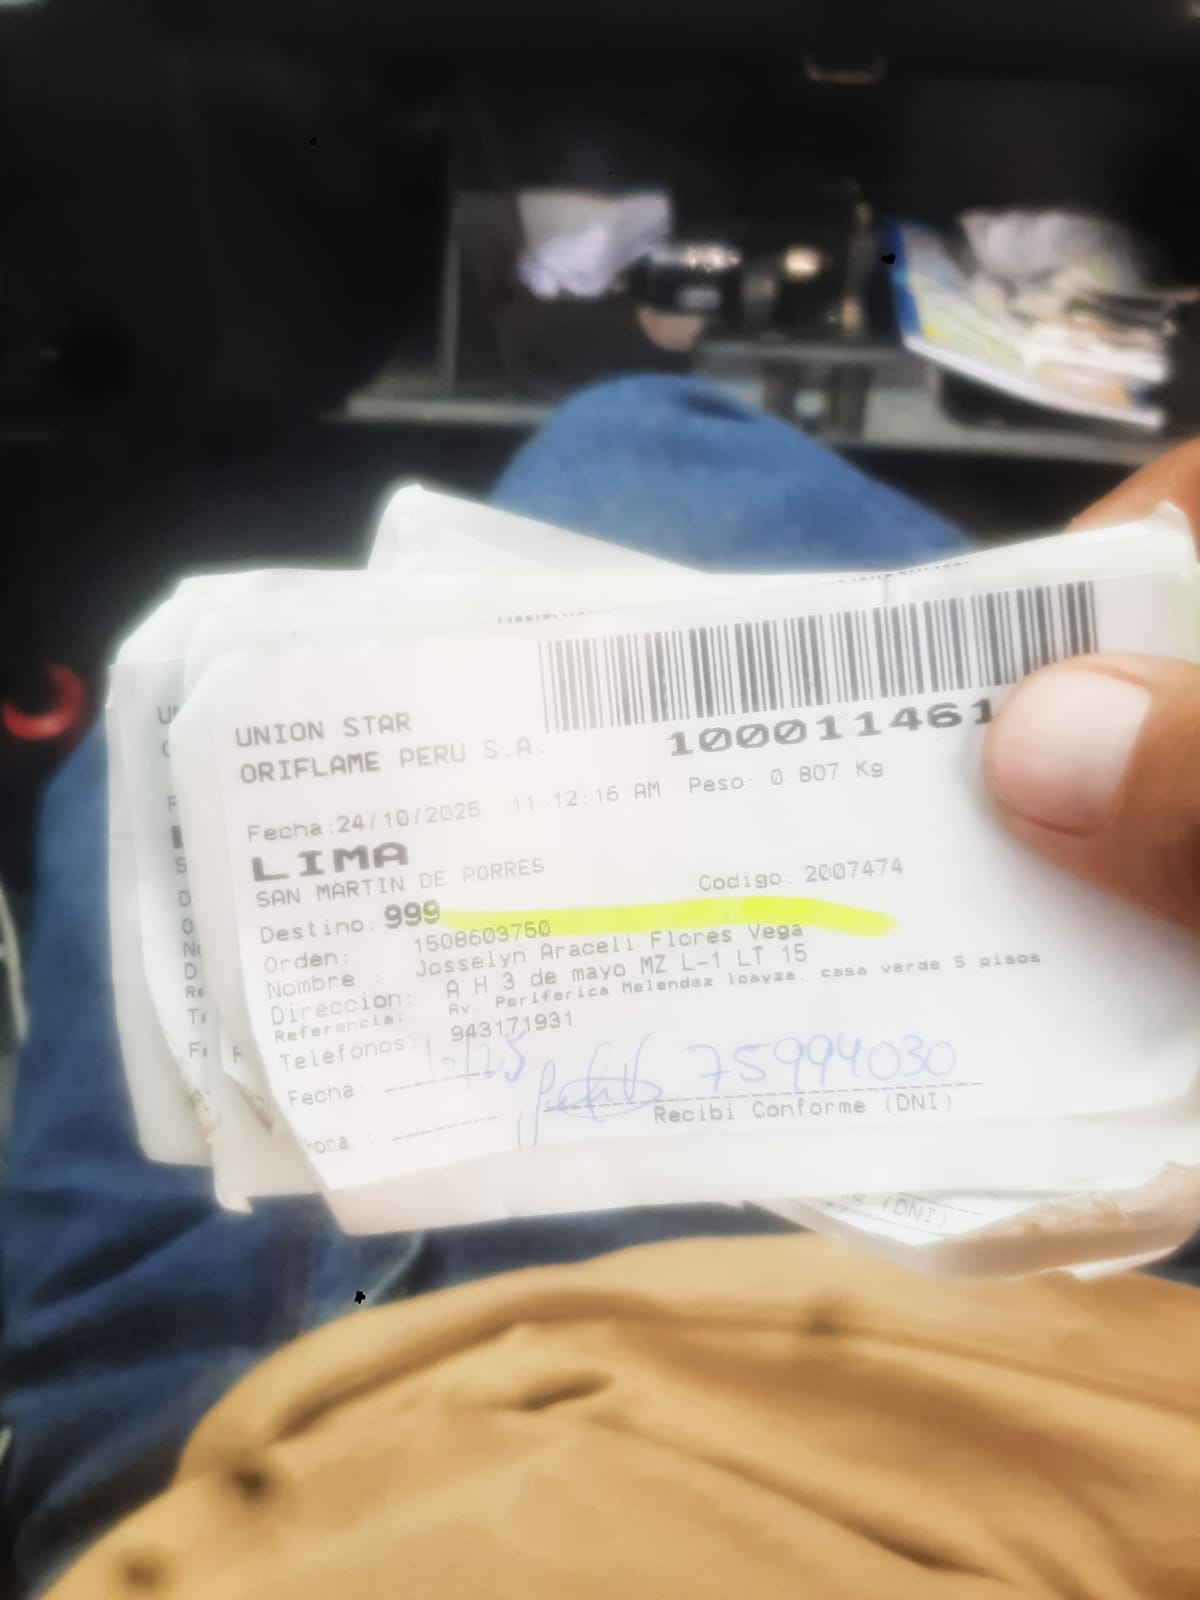 UNION STAR
ORIFLAME PERU S.A.
100011461
Fecha:24/10/2025 11:12:16 AM Peso: 0.807 Kg
LIMA
SAN MARTIN DE PORRES
Destino: 999 Codigo: 2007474
Orden: 1508603750
Nombre : Josselyn Araceli Flores Vega
Direccion: A.H 3 de mayo MZ L-1 LT 15
Referencia: Av. Periferica Melendez loayza, casa verde 5 pisos
Telefonos: 943171931
Fecha: 75994030
Recibi Conforme (DNI)
(DNI)